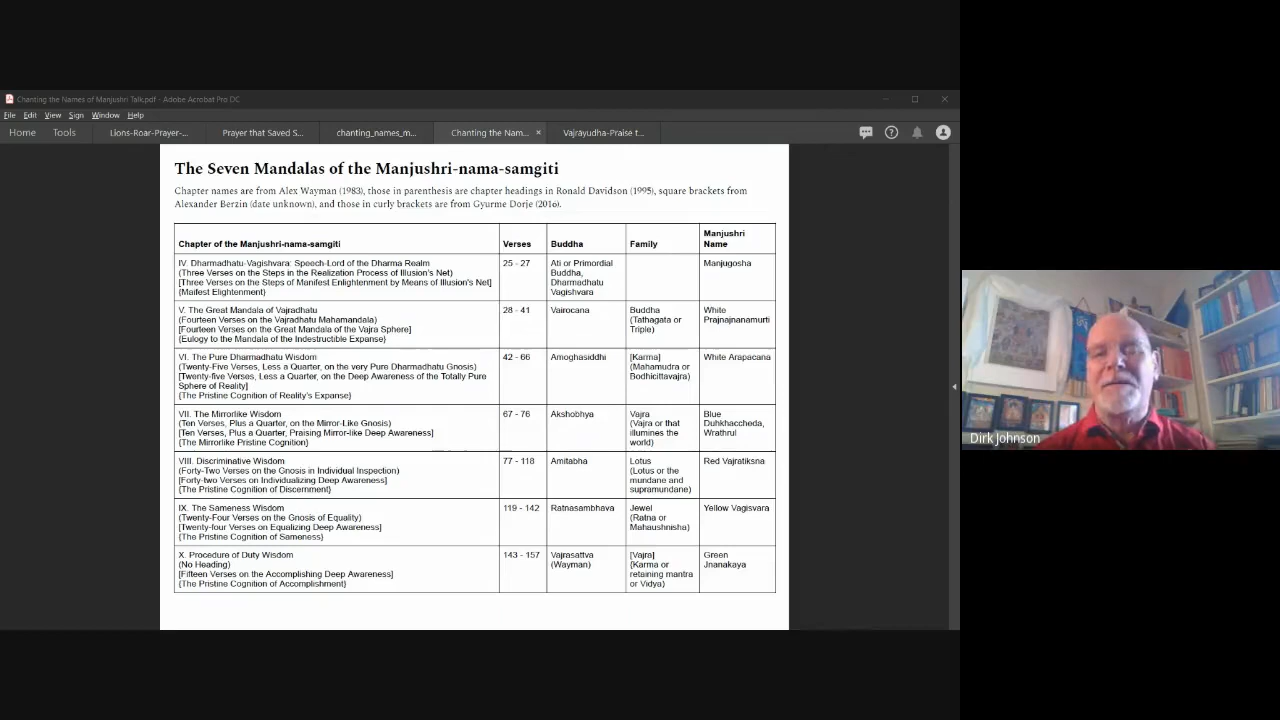 Chanting the Names of Manjushri Talk.pdf - Adobe Acrobat Pro DC
File Edit View Sign Window Help
Home Tools Lions-Roar-Prayer-... Prayer that Saved S... chanting_names_m... Chanting the Nam... × Vajrāyudha-Praise t...
The Seven Mandalas of the Manjushri-nama-samgiti
Chapter names are from Alex Wayman (1983), those in parenthesis are chapter headings in Ronald Davidson (1995), square brackets from
Alexander Berzin (date unknown), and those in curly brackets are from Gyurme Dorje (2016).
Chapter of the Manjushri-nama-samgiti Verses Buddha Family Manjushri
Name
IV. Dharmadhatu-Vagishvara: Speech-Lord of the Dharma Realm 25 - 27 Ati or Primordial Manjugosha
(Three Verses on the Steps in the Realization Process of Illusion's Net) Buddha,
[Three Verses on the Steps of Manifest Enlightenment by Means of Illusion's Net] Dharmadhatu
{Maifest Elightenment} Vagishvara
V. The Great Mandala of Vajradhatu 28 - 41 Vairocana Buddha White
(Fourteen Verses on the Vajradhatu Mahamandala) (Tathagata or Prajnajnanamurti
[Fourteen Verses on the Great Mandala of the Vajra Sphere] Triple)
{Eulogy to the Mandala of the Indestructible Expanse}
VI. The Pure Dharmadhatu Wisdom 42 - 66 Amoghasiddhi [Karma] White Arapacana
(Twenty-Five Verses, Less a Quarter, on the very Pure Dharmadhatu Gnosis) (Mahamudra or
[Twenty-five Verses, Less a Quarter, on the Deep Awareness of the Totally Pure Bodhicittavajra)
Sphere of Reality]
{The Pristine Cognition of Reality's Expanse}
VII. The Mirrorlike Wisdom 67 - 76 Akshobhya Vajra Blue
(Ten Verses, Plus a Quarter, on the Mirror-Like Gnosis) (Vajra or that Duhkhaccheda,
[Ten Verses, Plus a Quarter, Praising Mirror-like Deep Awareness] illumines the Wrathrul
{The Mirrorlike Pristine Cognition} world)
VIII. Discriminative Wisdom 77 - 118 Amitabha Lotus Red Vajratiksna
(Forty-Two Verses on the Gnosis in Individual Inspection) (Lotus or the
[Forty-two Verses on Individualizing Deep Awareness] mundane and
{The Pristine Cognition of Discernment} supramundane)
IX. The Sameness Wisdom 119 - 142 Ratnasambhava Jewel Yellow Vagisvara
(Twenty-Four Verses on the Gnosis of Equality) (Ratna or
[Twenty-four Verses on Equalizing Deep Awareness] Mahaushnisha)
{The Pristine Cognition of Sameness}
X. Procedure of Duty Wisdom 143 - 157 Vajrasattva [Vajra] Green
(No Heading) (Wayman) [Karma or Jnanakaya
[Fifteen Verses on the Accomplishing Deep Awareness] retaining mantra
{The Pristine Cognition of Accomplishment} or Vidya)
Dirk Johnson